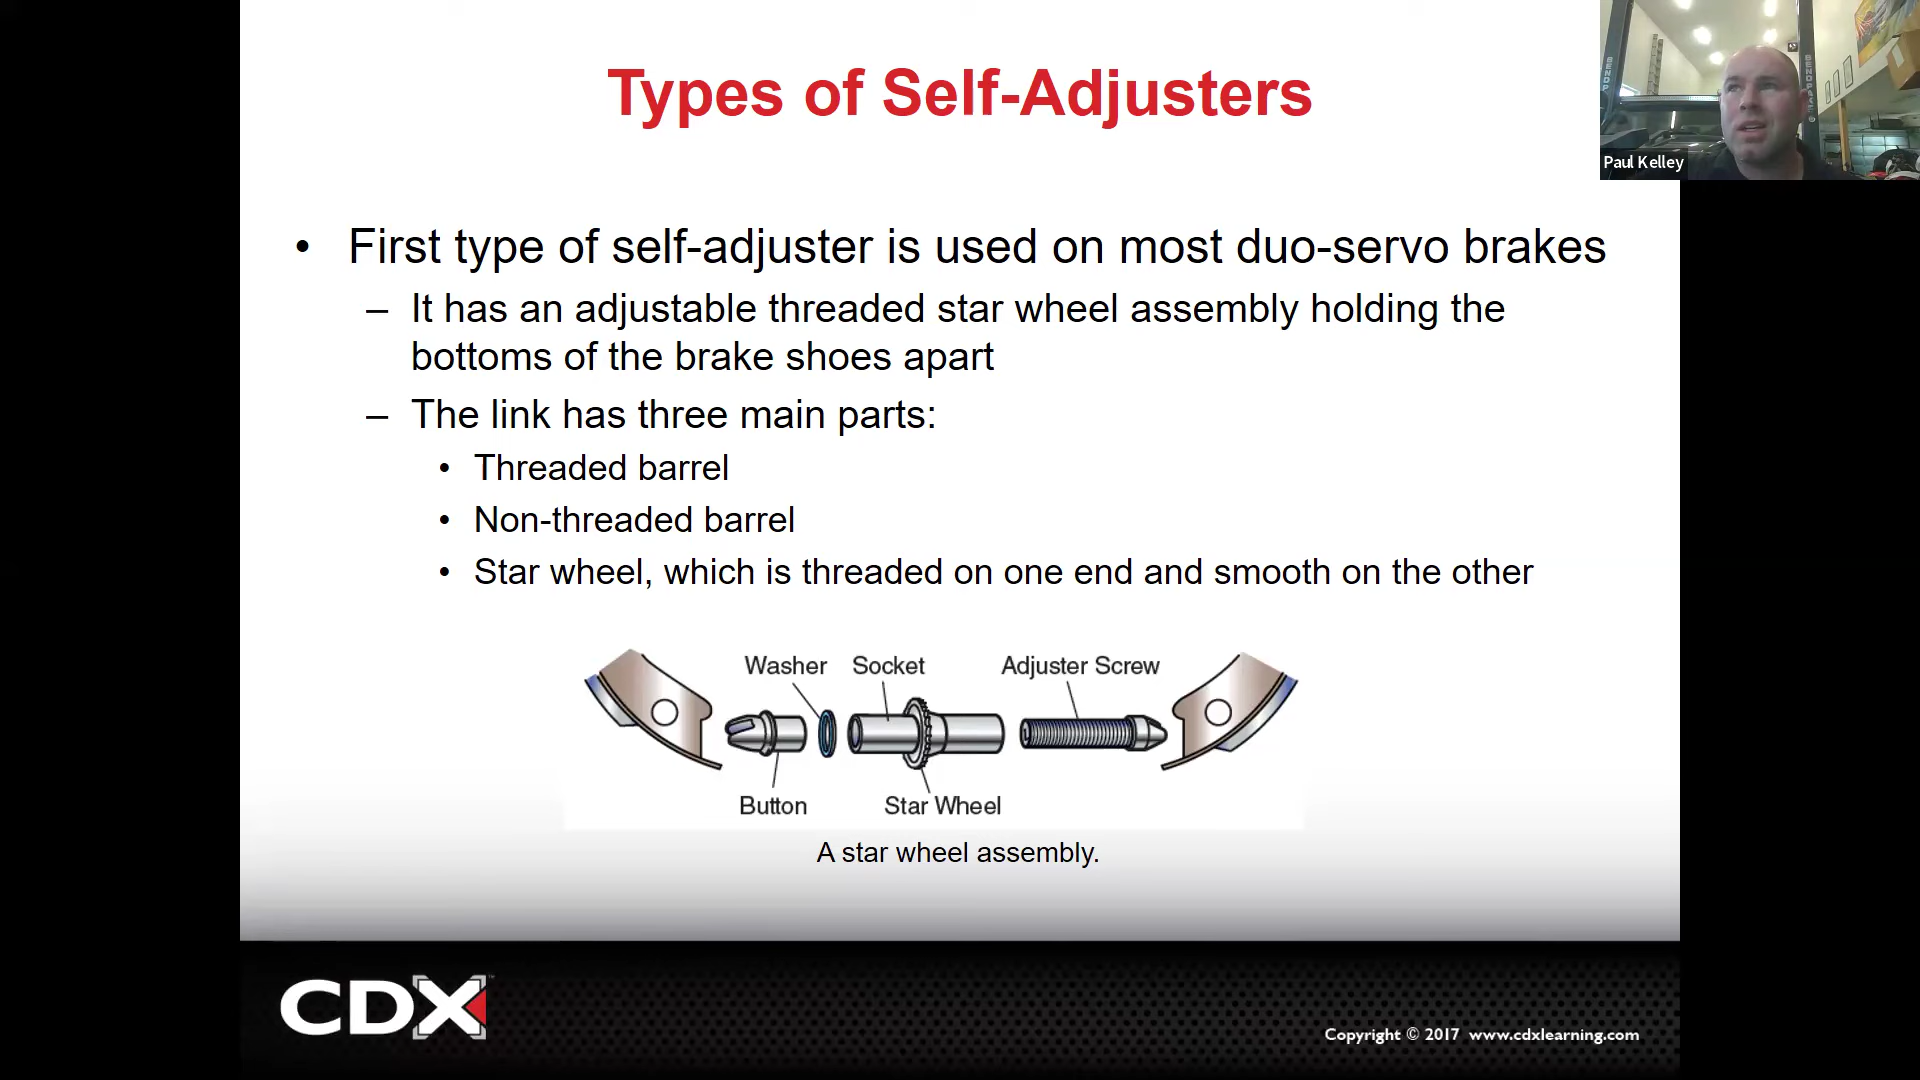 Types of Self-Adjusters
Paul Kelley
• First type of self-adjuster is used on most duo-servo brakes
– It has an adjustable threaded star wheel assembly holding the
bottoms of the brake shoes apart
– The link has three main parts:
• Threaded barrel
• Non-threaded barrel
• Star wheel, which is threaded on one end and smooth on the other
Washer Socket Adjuster Screw
Button Star Wheel
A star wheel assembly.
CDX
Copyright © 2017 www.cdxlearning.com